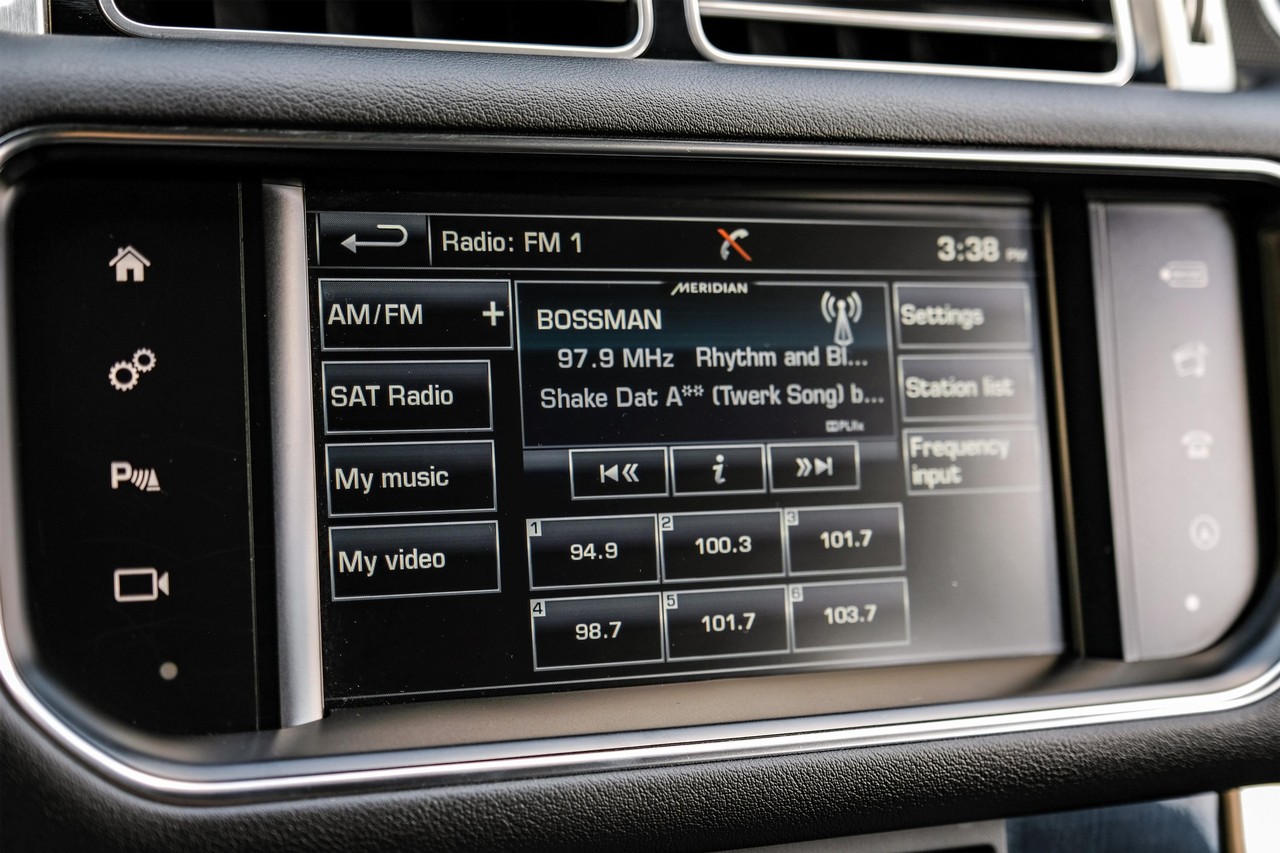 Radio: FM 1
3:38 PM
MERIDIAN
AM/FM +
BOSSMAN
Settings
97.9 MHz Rhythm and Bl...
SAT Radio
Shake Dat A** (Twerk Song) b...
Station list
My music
i
Frequency
input
My video
1 94.9
2 100.3
3 101.7
4 98.7
5 101.7
6 103.7
P